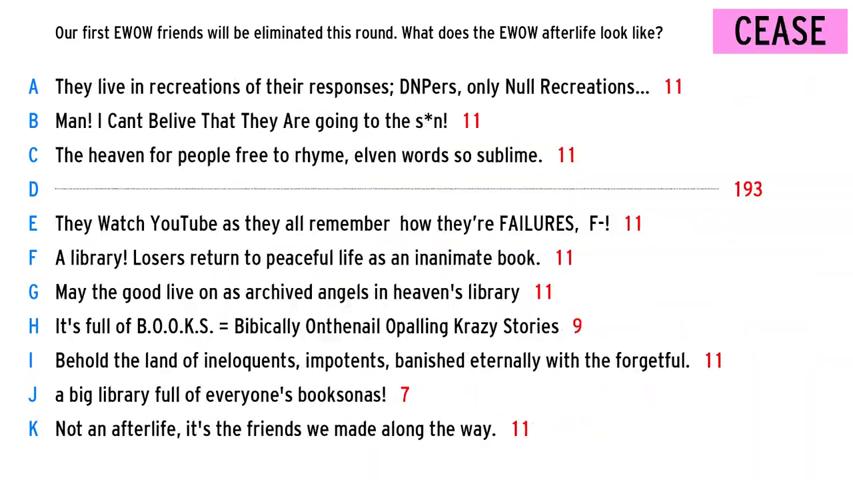 Our first EWOW friends will be eliminated this round. What does the EWOW afterlife look like?
CEASE
A They live in recreations of their responses; DNPers, only Null Recreations... 11
B Man! I Cant Belive That They Are going to the s*n! 11
C The heaven for people free to rhyme, elven words so sublime. 11
D 193
E They Watch YouTube as they all remember how they're FAILURES, F-! 11
F A library! Losers return to peaceful life as an inanimate book. 11
G May the good live on as archived angels in heaven's library 11
H It's full of B.O.O.K.S. = Bibically Onthenail Opalling Krazy Stories 9
I Behold the land of ineloquents, impotents, banished eternally with the forgetful. 11
J a big library full of everyone's booksonas! 7
K Not an afterlife, it's the friends we made along the way. 11